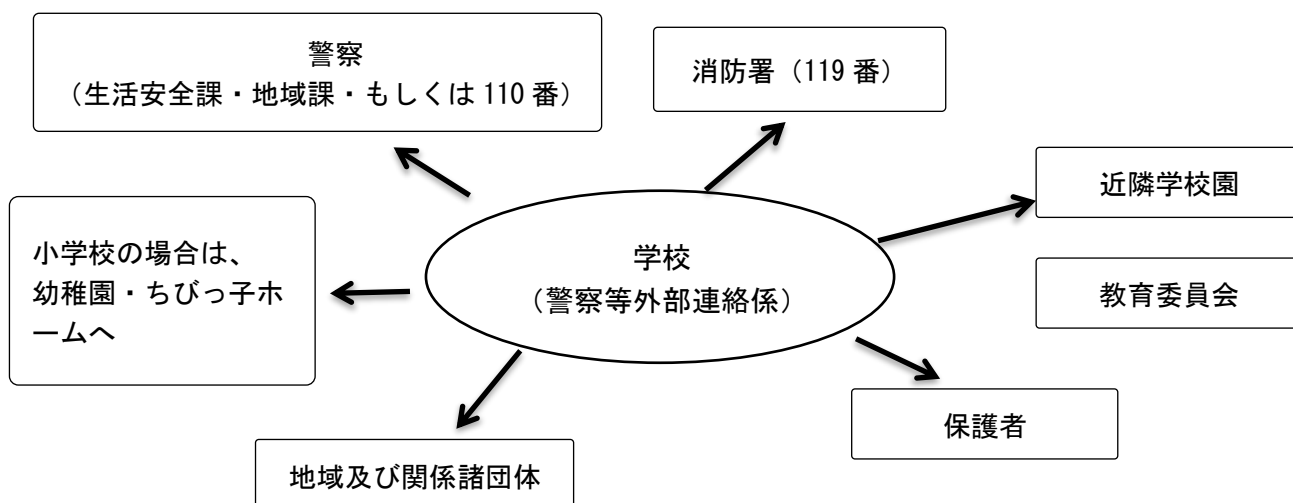 警察
（生活安全課・地域課・もしくは 110 番）
消防署（119 番）
近隣学校園
小学校の場合は、
幼稚園・ちびっ子ホ
ームへ
学校
（警察等外部連絡係）
教育委員会
保護者
地域及び関係諸団体